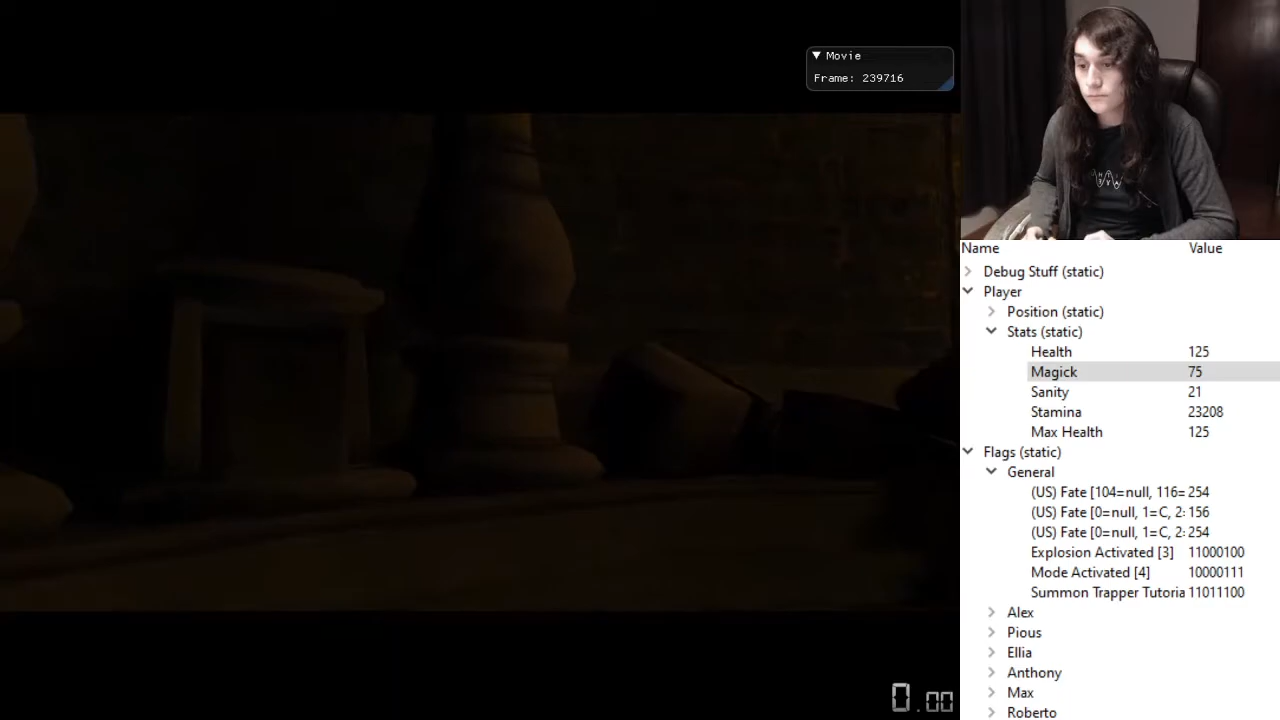 ▼ Movie
Frame: 239716
0.00
Name Value
Debug Stuff (static)
Player
Position (static)
Stats (static)
Health 125
Magick 75
Sanity 21
Stamina 23208
Max Health 125
Flags (static)
General
(US) Fate [104=null, 116= 254
(US) Fate [0=null, 1=C, 2: 156
(US) Fate [0=null, 1=C, 2: 254
Explosion Activated [3] 11000100
Mode Activated [4] 10000111
Summon Trapper Tutoria 11011100
Alex
Pious
Ellia
Anthony
Max
Roberto